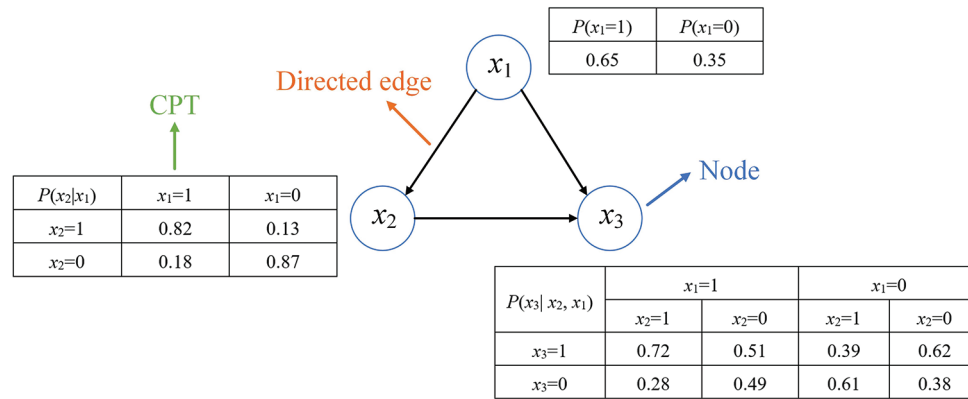 P(x₁=1) P(x₁=0)
0.65 0.35
x₁
Directed edge
CPT
Node
P(x₂|x₁) x₁=1 x₁=0
x₂=1 0.82 0.13
x₂=0 0.18 0.87
x₂ x₃
P(x₃| x₂, x₁) x₁=1 x₁=0
x₂=1 x₂=0 x₂=1 x₂=0
x₃=1 0.72 0.51 0.39 0.62
x₃=0 0.28 0.49 0.61 0.38